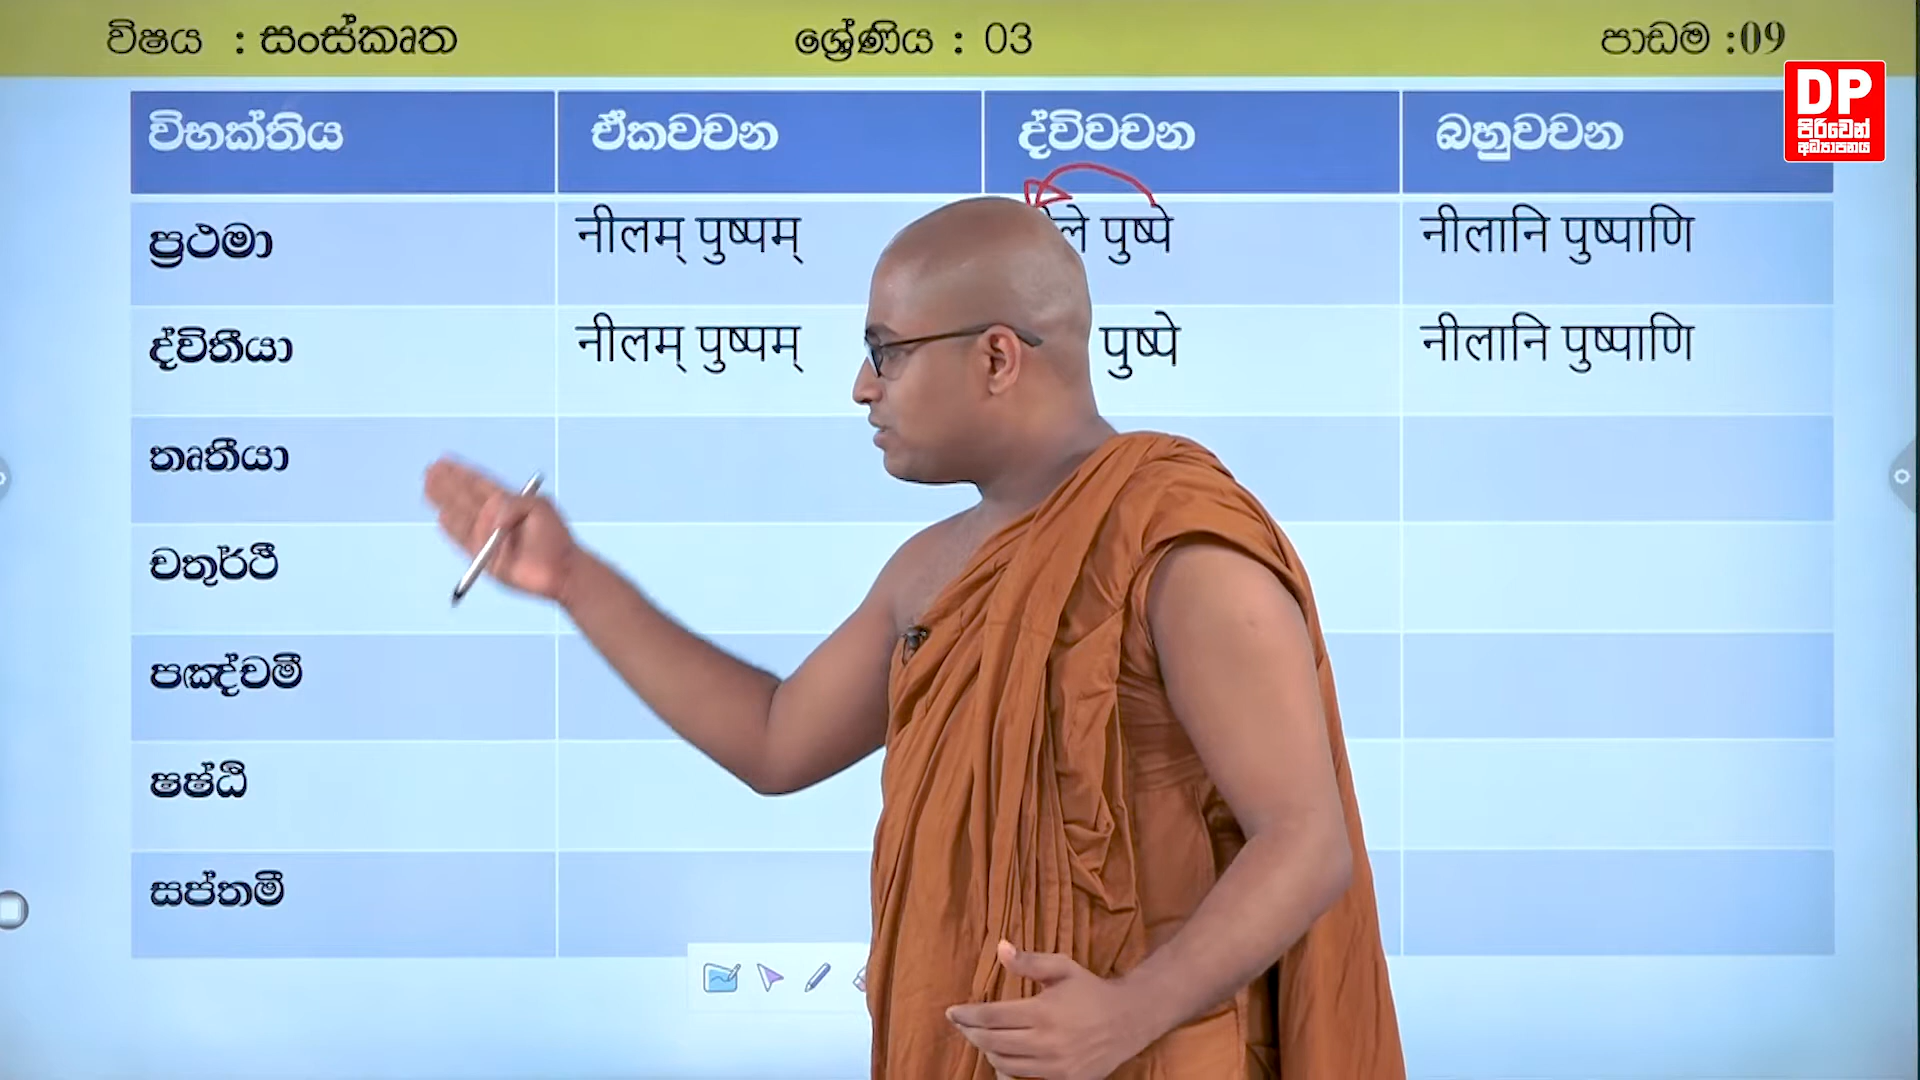 විෂය : සංස්කෘත ශ්‍රේණිය : 03 පාඩම :09
DP
පිරිවෙන්
අධ්‍යාපනය
විභක්තිය ඒකවචන ද්විවචන බහුවචන
ප්‍රථමා नीलम् पुष्पम् पुष्पे नीलानि पुष्पाणि
ද්විතීයා नीलम् पुष्पम् पुष्पे नीलानि पुष्पाणि
තෘතීයා
චතුර්ථී
පඤ්චමී
ෂෂ්ඨි
සප්තමී